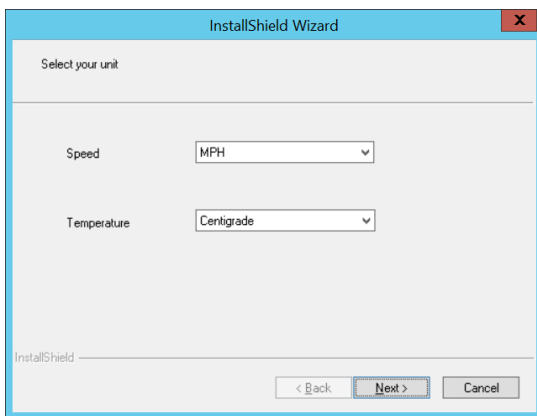 InstallShield Wizard
x
Select your unit
Speed MPH
Temperature Centigrade
InstallShield
< Back Next > Cancel